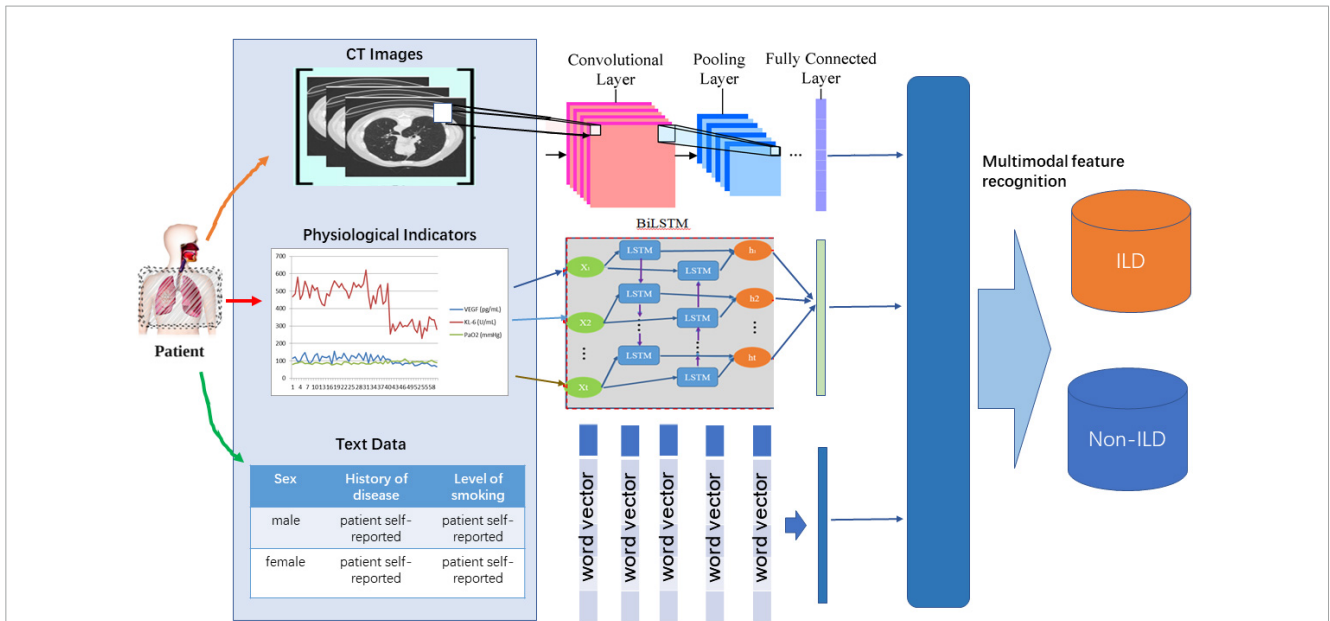 CT Images
Convolutional
Layer
Pooling
Layer
Fully Connected
Layer
...
Multimodal feature
recognition
ILD
Non-ILD
Patient
Physiological Indicators
700
600
500
400
300
200
100
0
1 4 7 1013161922252831343740434649525558
VEGF (pg/mL)
KL-6 (U/mL)
PaO2 (mmHg)
BiLSTM
LSTM
LSTM
X2
LSTM
LSTM
h2
LSTM
LSTM
Text Data
Sex
History of
disease
Level of
smoking
male
patient self-
reported
patient self-
reported
female
patient self-
reported
patient self-
reported
word vector
word vector
word vector
word vector
word vector